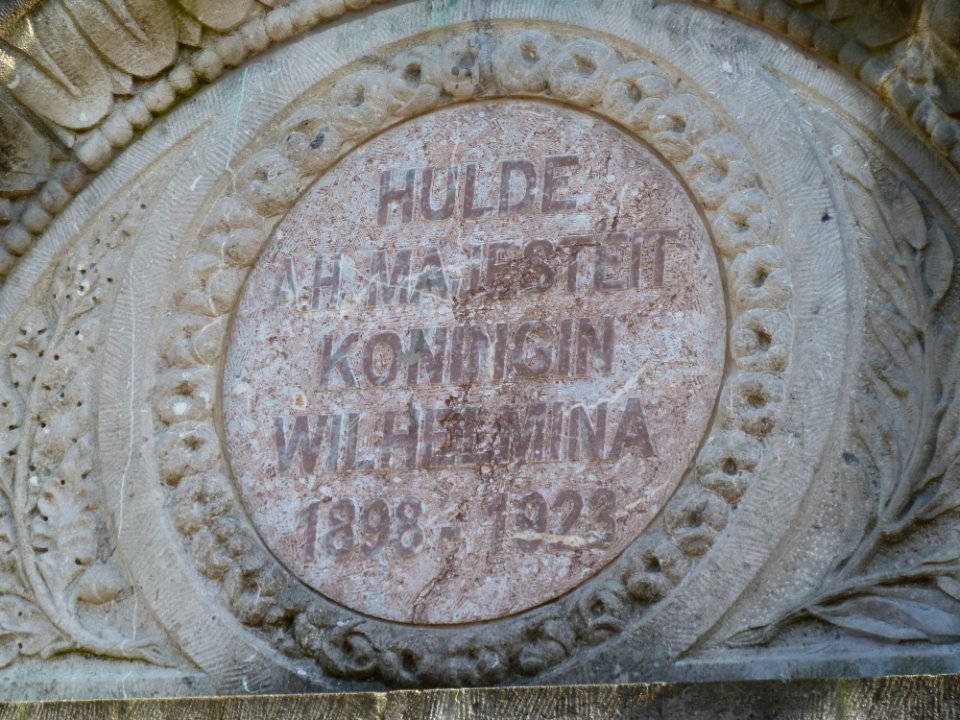 HULDE
A.H. MAJESTEIT
KONINGIN
WILHELMINA
1898 - 1923